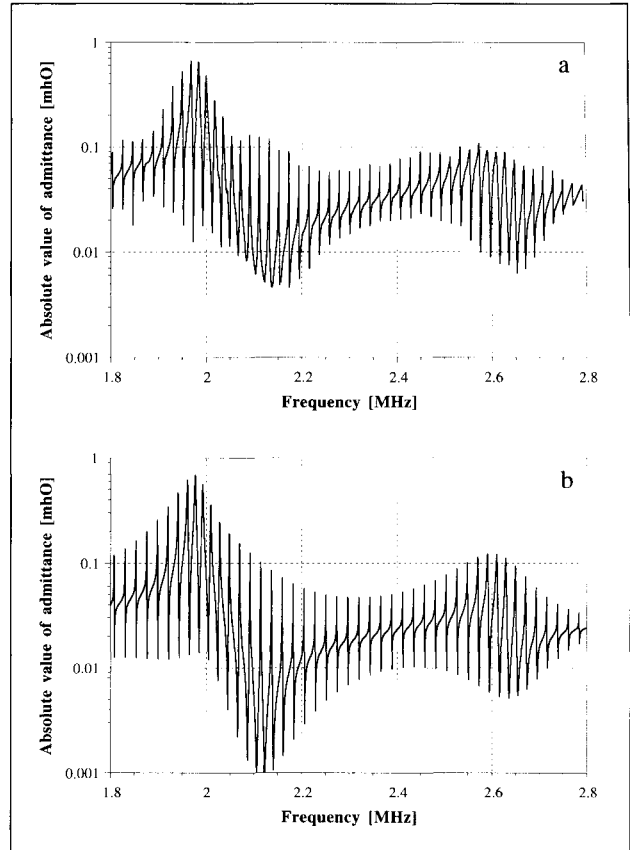 a
Absolute value of admittance [mhO]
1
0.1
0.01
0.001
1.8 2 2.2 2.4 2.6 2.8
Frequency [MHz]
b
Absolute value of admittance [mhO]
1
0.1
0.01
0.001
1.8 2 2.2 2.4 2.6 2.8
Frequency [MHz]